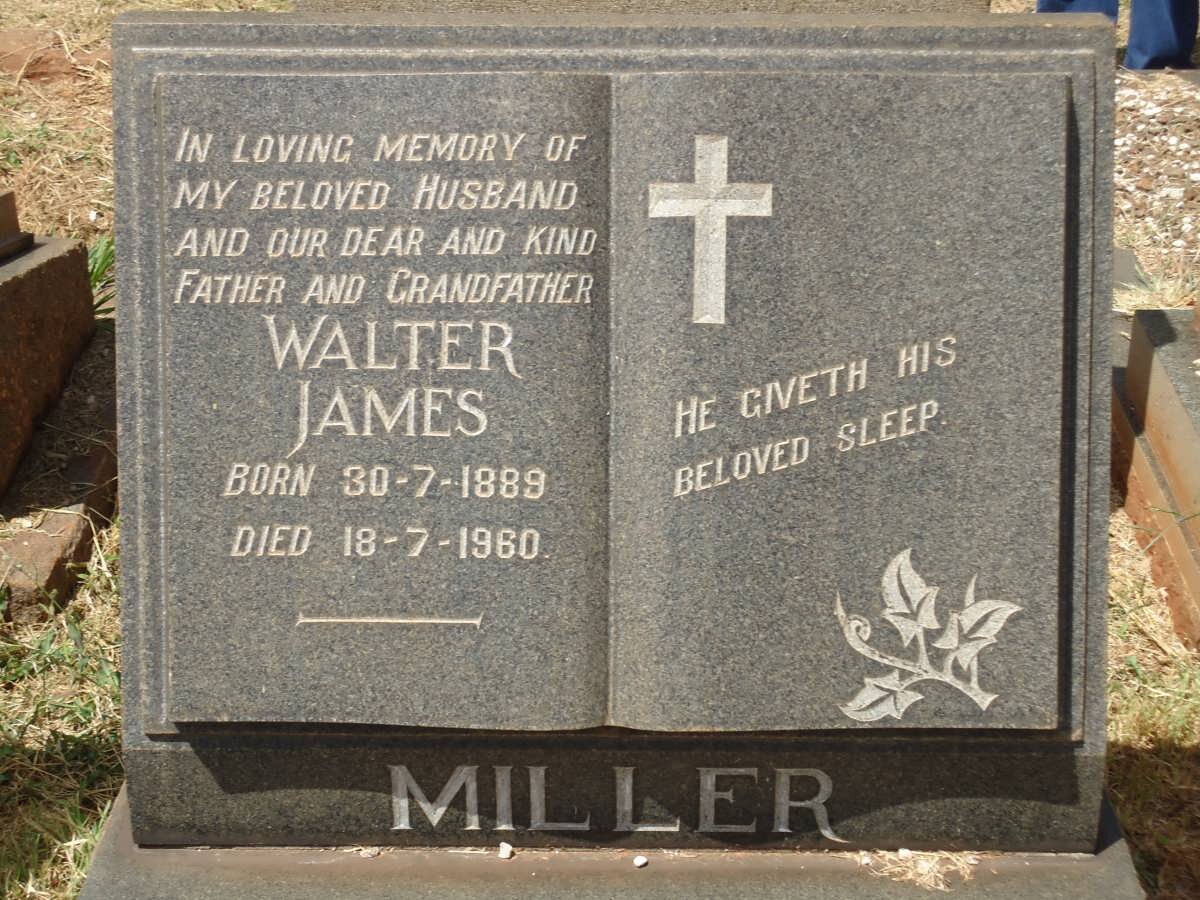 IN LOVING MEMORY OF
MY BELOVED HUSBAND
AND OUR DEAR AND KIND
FATHER AND GRANDFATHER
WALTER
JAMES
BORN 30-7-1889
DIED 18-7-1960.
HE GIVETH HIS
BELOVED SLEEP.
MILLER